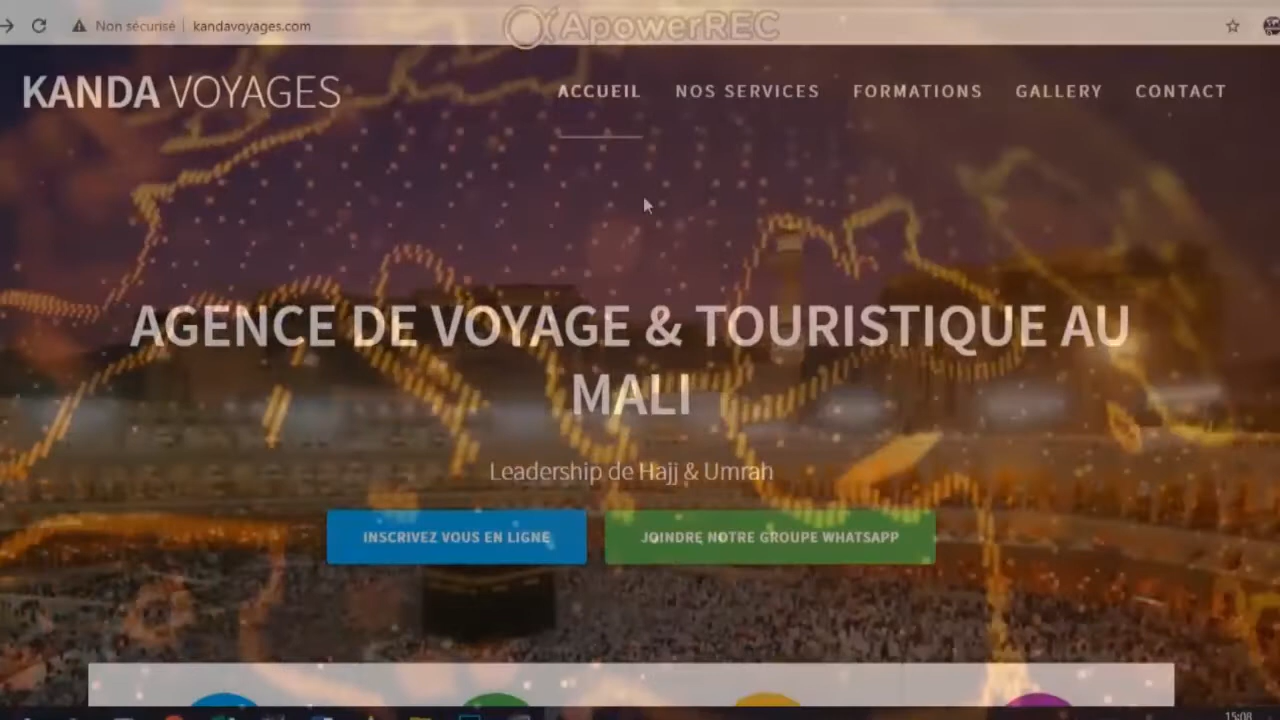 ApowerREC
Non sécurisé | kandavoyages.com
KANDA VOYAGES
ACCUEIL
NOS SERVICES
FORMATIONS
GALLERY
CONTACT
AGENCE DE VOYAGE & TOURISTIQUE AU
MALI
Leadership de Hajj & Umrah
INSCRIVEZ VOUS EN LIGNE
JOINDRE NOTRE GROUPE WHATSAPP
15:08